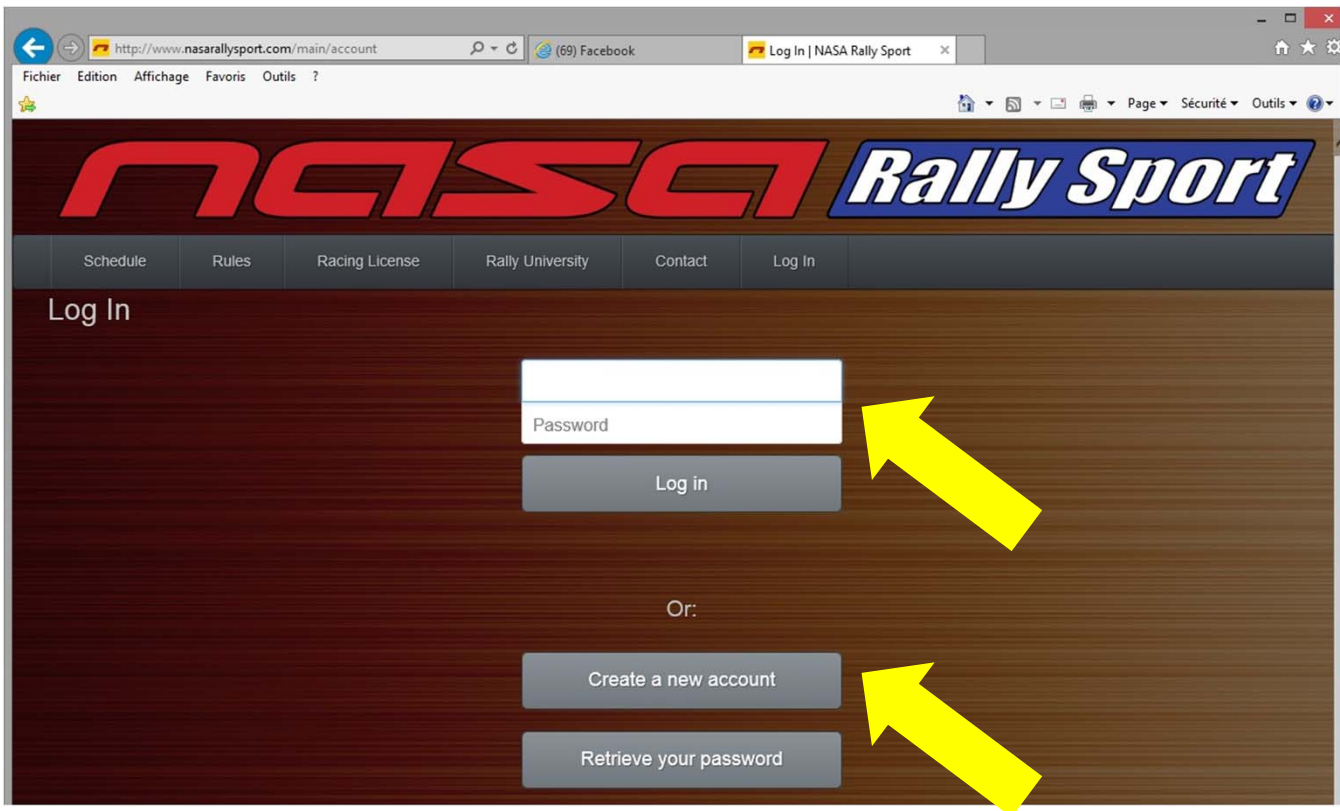 http://www.nasarallysport.com/main/account (69) Facebook Log In | NASA Rally Sport
Fichier Edition Affichage Favoris Outils ?
Page Sécurité Outils
nasa Rally Sport
Schedule Rules Racing License Rally University Contact Log In
Log In
Password
Log in
Or:
Create a new account
Retrieve your password